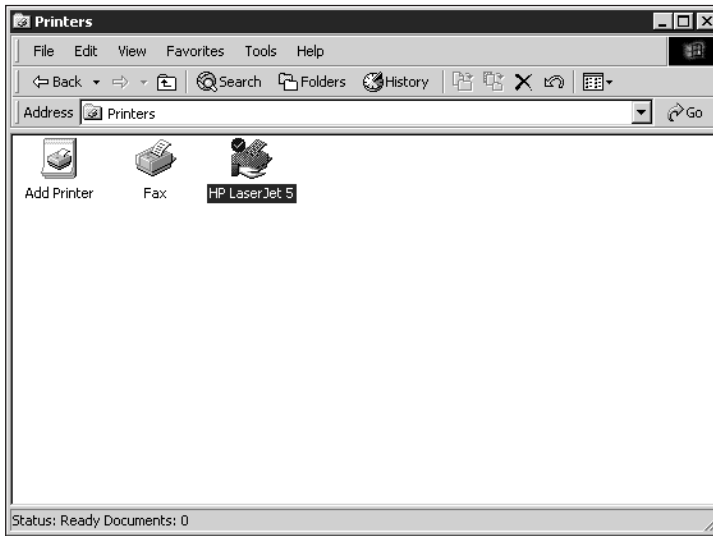 Printers
File Edit View Favorites Tools Help
Back Search Folders History
Address Printers Go
Add Printer Fax HP LaserJet 5
Status: Ready Documents: 0